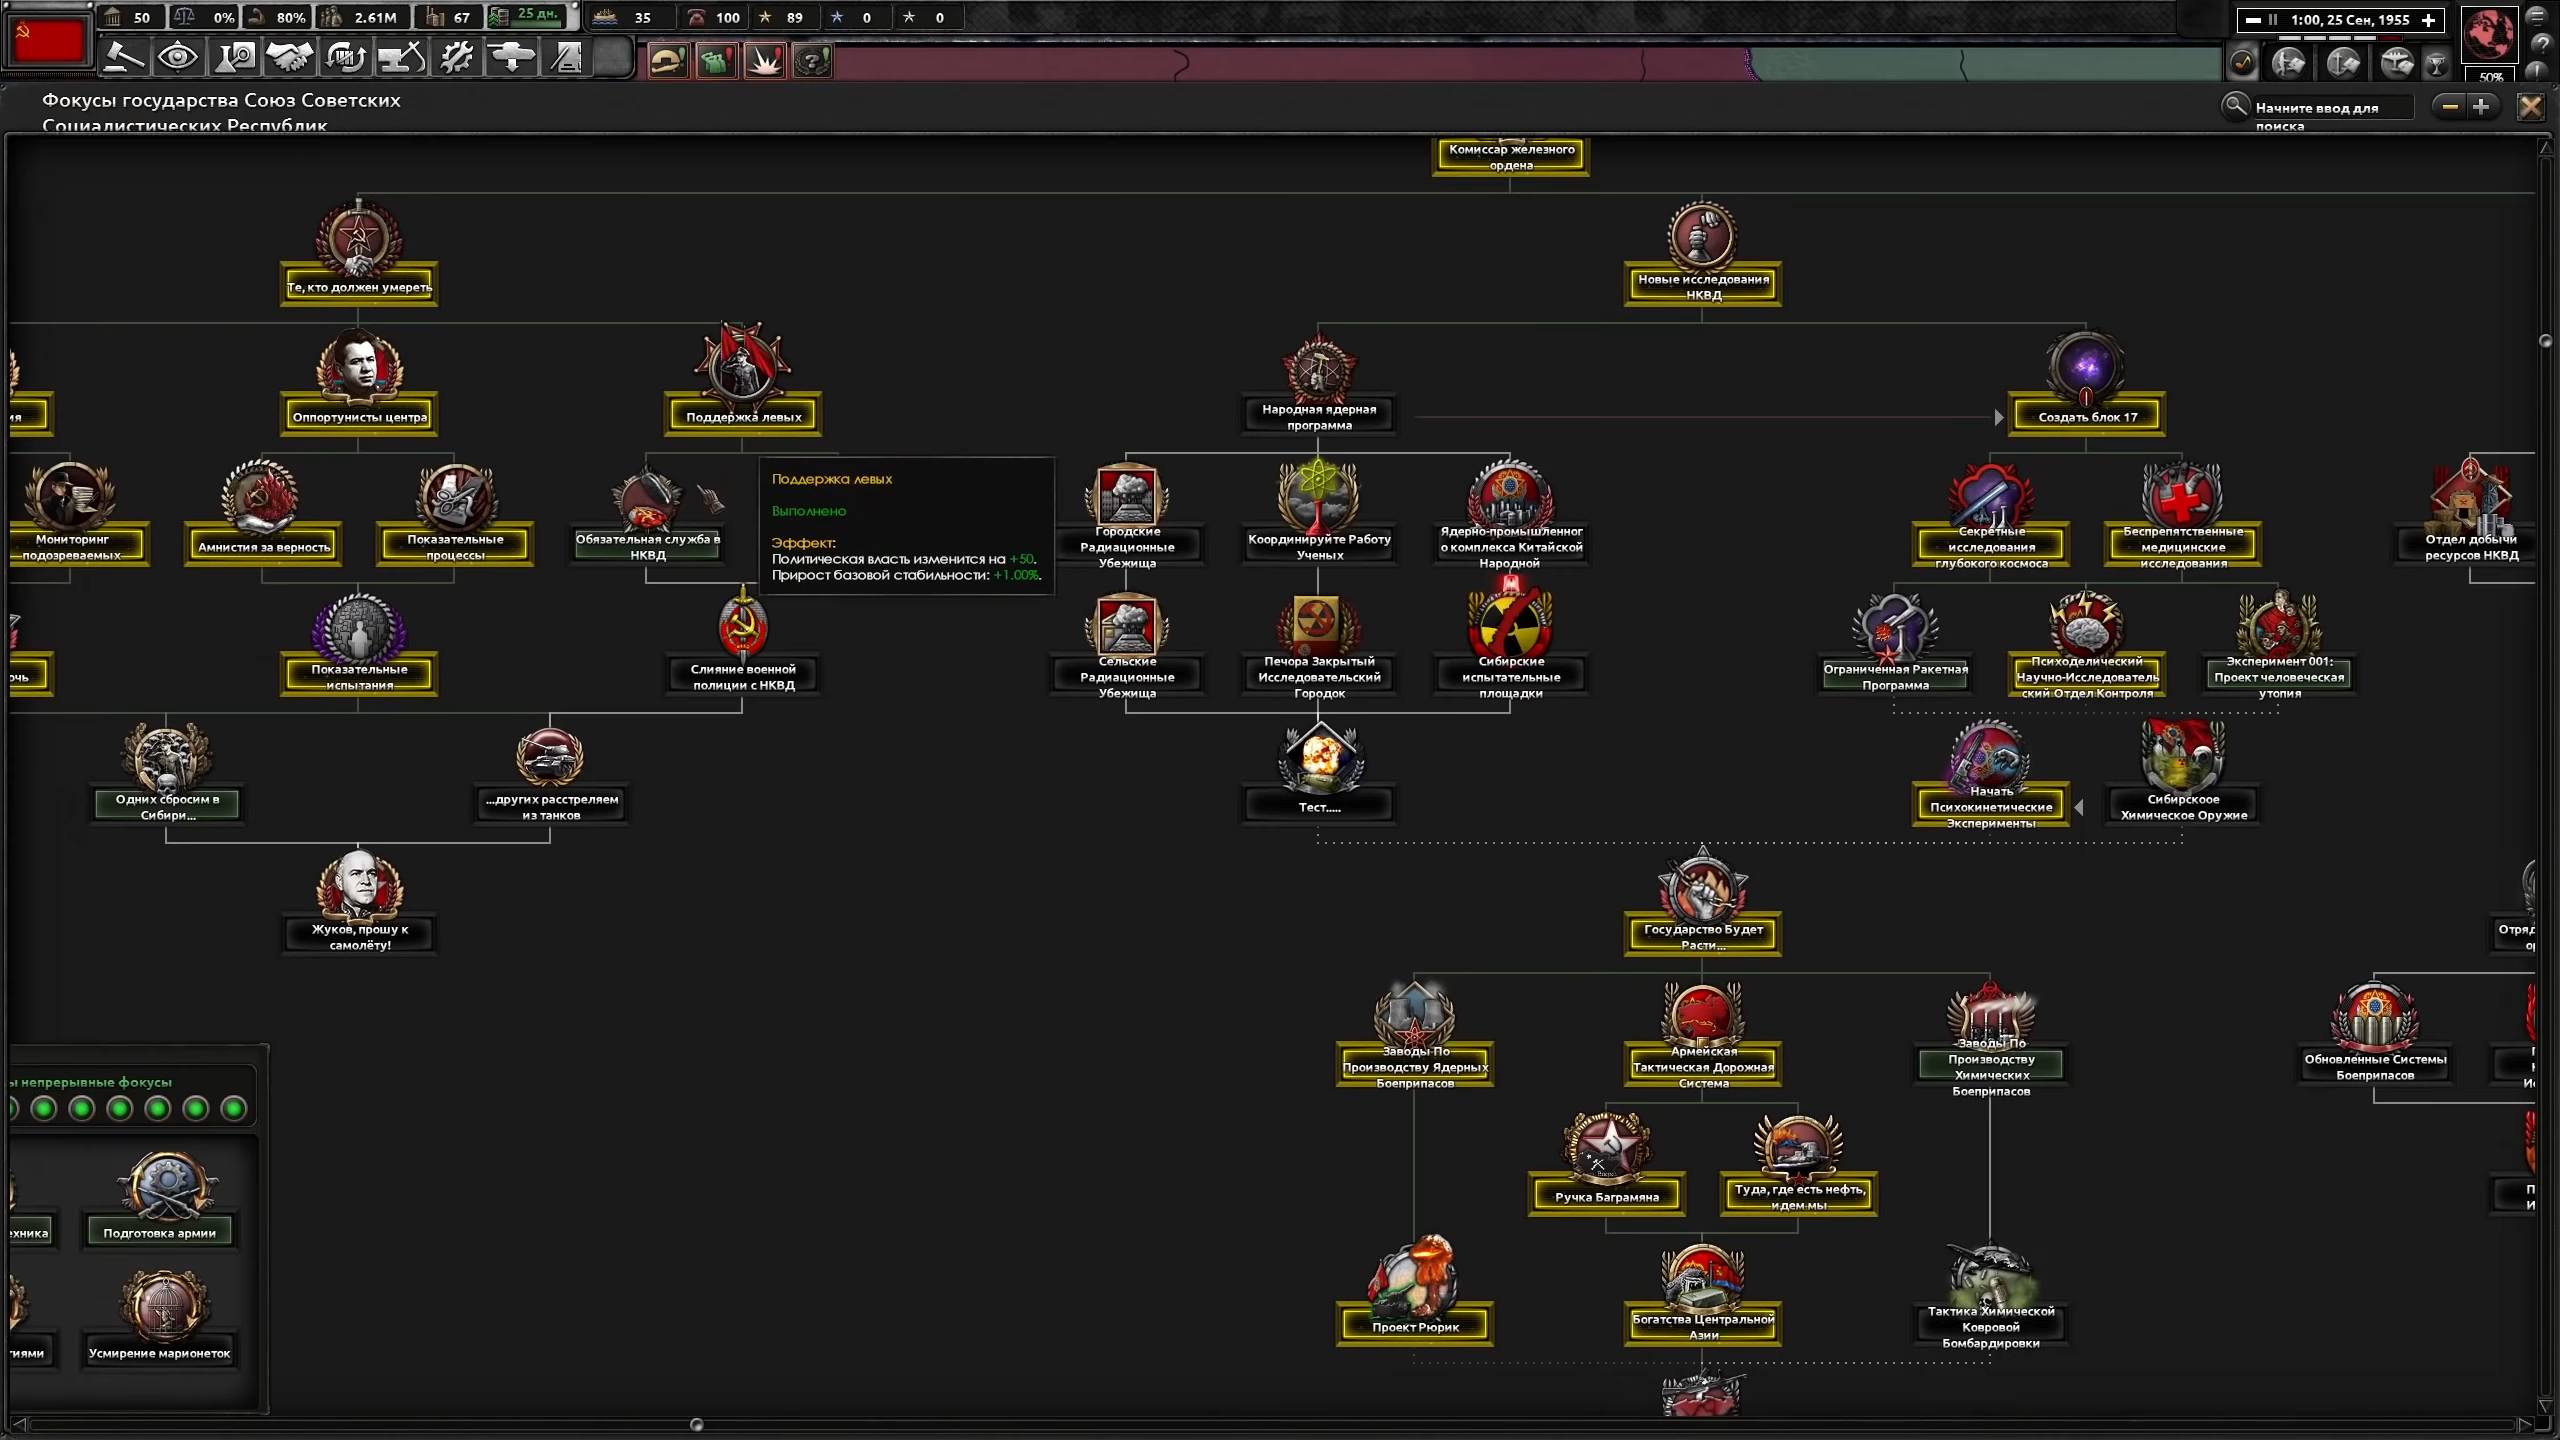 50
0%
80%
2.61M
67
25 дн.
35
100
89
0
0
1:00, 25 Сен, 1955
50%
Фокусы государства Союз Советских
Социалистических Республик
Начните ввод для
поиска
Комиссар железного
ордена
Те, кто должен умереть
Новые исследования
НКВД
ия
Оппортунисты центра
Поддержка левых
Народная ядерная
программа
Создать блок 17
Мониторинг
подозреваемых
Амнистия за верность
Показательные
процессы
Обязательная служба в
НКВД
Поддержка левых
Выполнено
Эффект:
Политическая власть изменится на +50.
Прирост базовой стабильности: +1.00%.
Городские
Радиационные
Убежища
Координируйте Работу
Ученых
Ядерно-промышленног
о комплекса Китайской
Народной
Секретные
исследования
глубокого космоса
Беспрепятственные
медицинские
исследования
Отдел добычи
ресурсов НКВД
очь
Показательные
испытания
Слияние военной
полиции с НКВД
Сельские
Радиационные
Убежища
Печора Закрытый
Исследовательский
Городок
Сибирские
испытательные
площадки
Ограниченная Ракетная
Программа
Психоделический
Научно-Исследователь
ский Отдел Контроля
Эксперимент 001:
Проект человеческая
утопия
Одних сбросим в
Сибири...
...других расстреляем
из танков
Тест.....
Начать
Психокинетические
Эксперименты
Сибирскоое
Химическое Оружие
Жуков, прошу к
самолёту!
Государство Будет
Расти...
Отряд
ор
Заводы По
Производству Ядерных
Боеприпасов
Армейская
Тактическая Дорожная
Система
Заводы По
Производству
Химических
Боеприпасов
Обновленные Системы
Боеприпасов
ы непрерывные фокусы
Ручка Баграмяна
Туда, где есть нефть,
идем мы
ехника
Подготовка армии
Проект Рюрик
Богатства Центральной
Азии
Тактика Химической
Ковровой
Бомбардировки
гиями
Усмирение марионеток